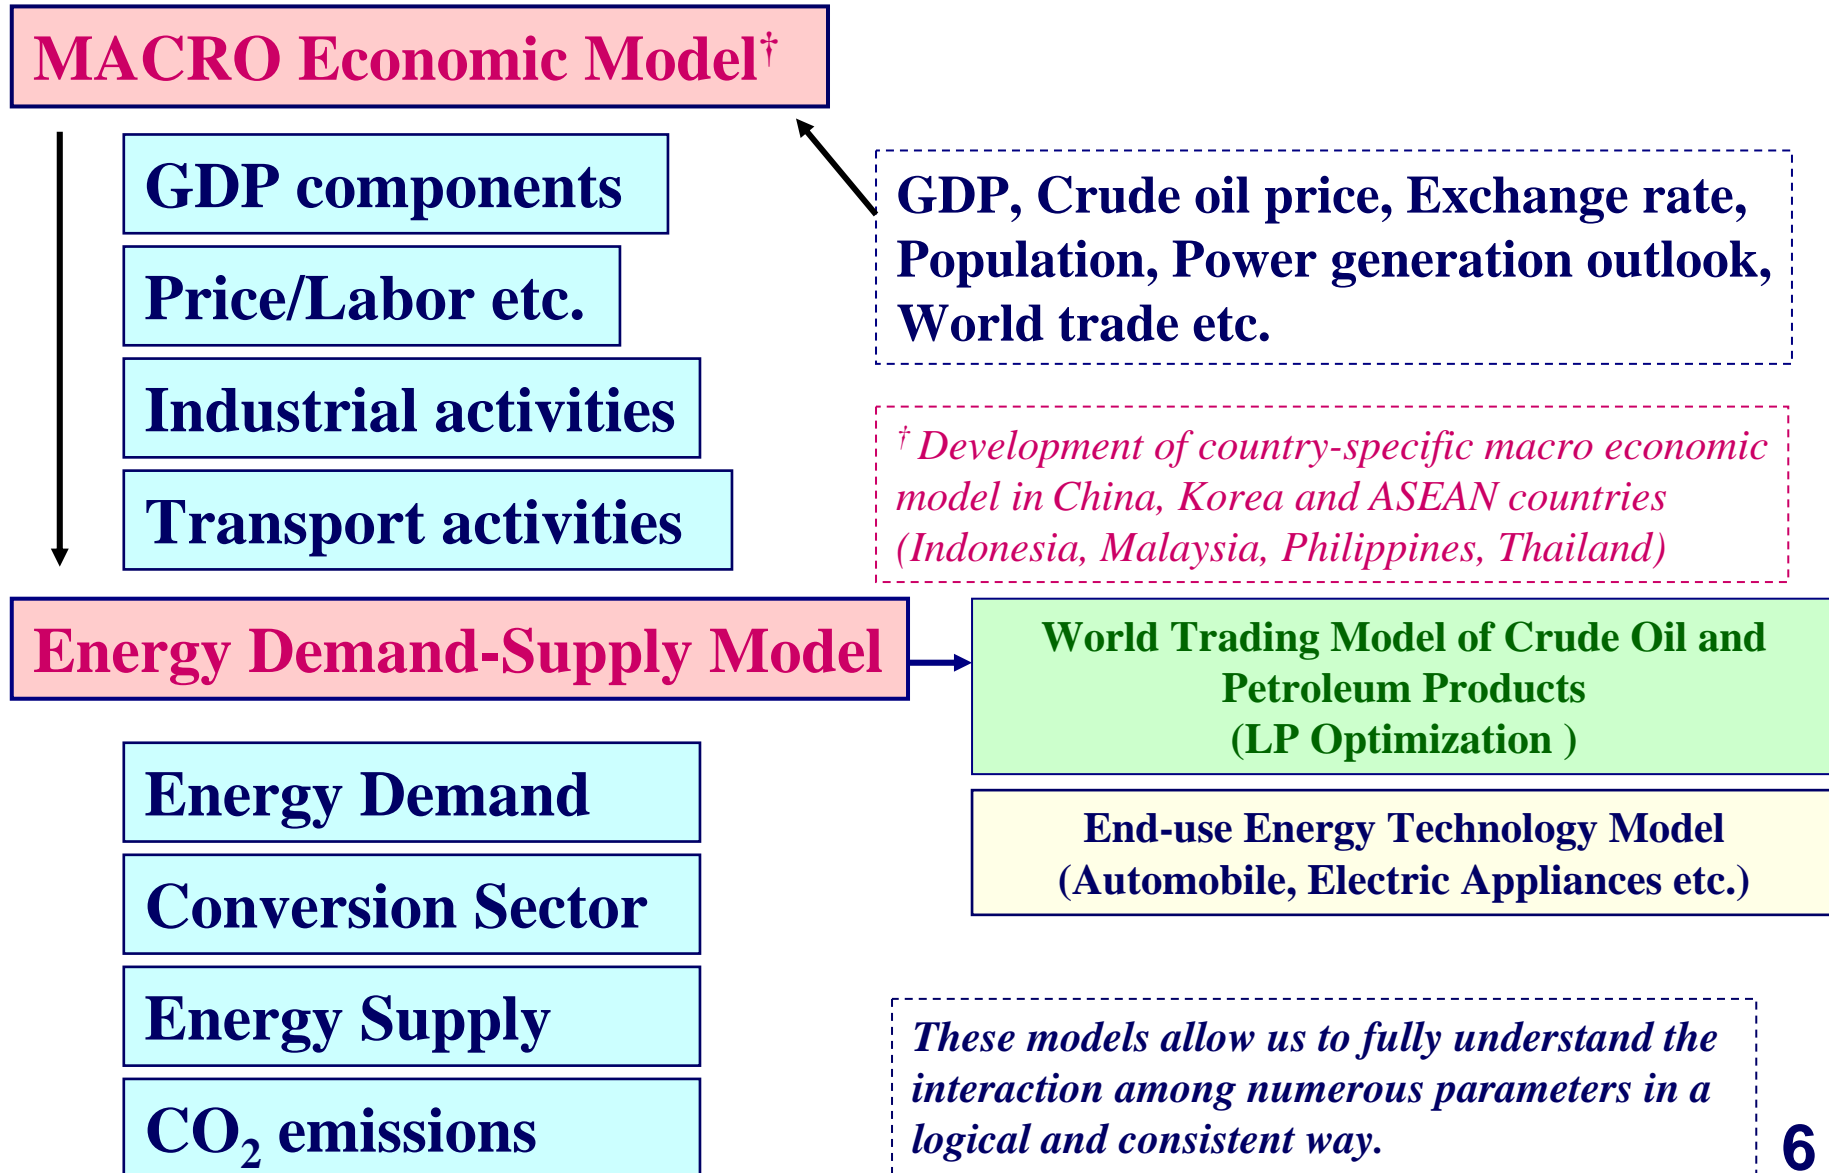 MACRO Economic Model†
GDP components
Price/Labor etc.
Industrial activities
Transport activities
GDP, Crude oil price, Exchange rate,
Population, Power generation outlook,
World trade etc.
† Development of country-specific macro economic
model in China, Korea and ASEAN countries
(Indonesia, Malaysia, Philippines, Thailand)
Energy Demand-Supply Model
World Trading Model of Crude Oil and
Petroleum Products
(LP Optimization )
End-use Energy Technology Model
(Automobile, Electric Appliances etc.)
Energy Demand
Conversion Sector
Energy Supply
CO₂ emissions
These models allow us to fully understand the
interaction among numerous parameters in a
logical and consistent way.
6